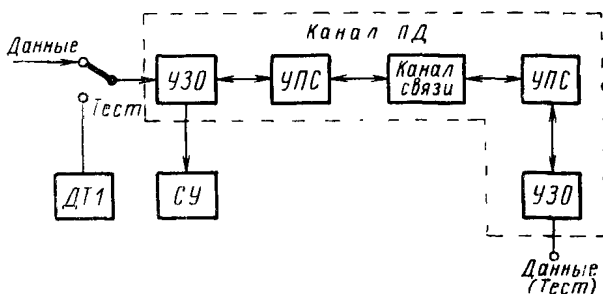 Канал ПД
Данные
УЗО
УПС
Канал
связи
УПС
Тест
ДТ1
СУ
УЗО
Данные
(Тест)